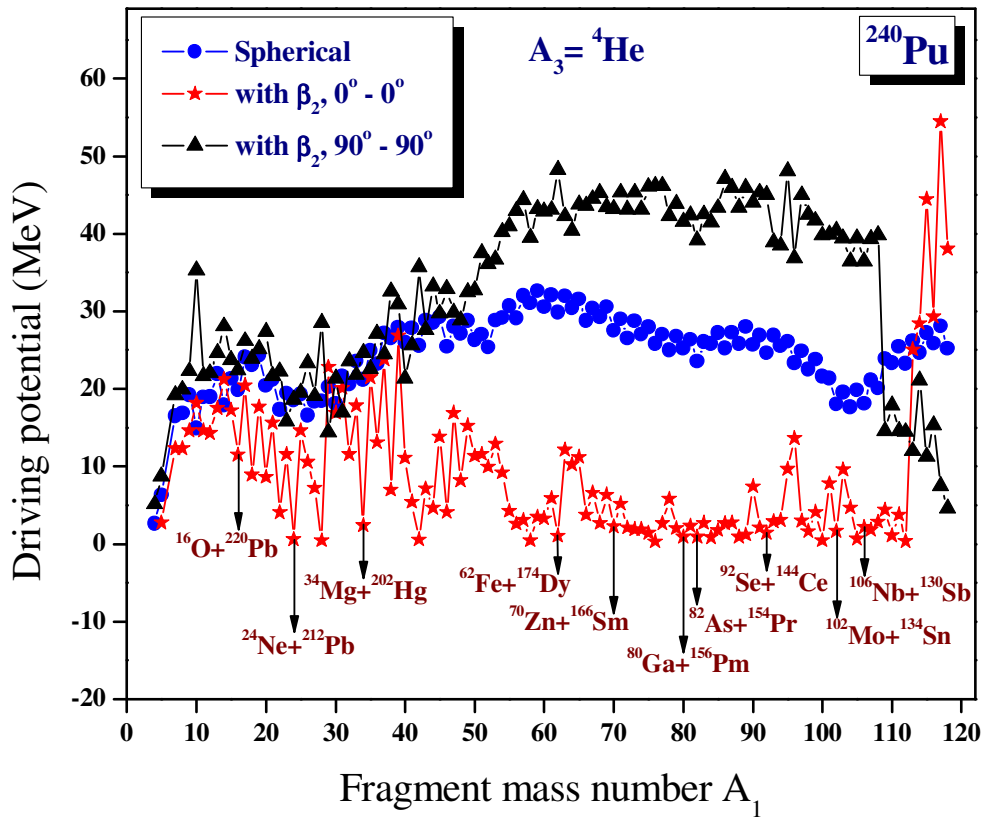 Spherical
with β₂, 0° - 0°
with β₂, 90° - 90°
A₃= ⁴He
²⁴⁰Pu
Driving potential (MeV)
60
50
40
30
20
10
0
-10
-20
¹⁶O+²²⁰Pb
²⁴Ne+²¹²Pb
³⁴Mg+²⁰²Hg
⁶²Fe+¹⁷⁴Dy
⁷⁰Zn+¹⁶⁶Sm
⁸⁰Ga+¹⁵⁶Pm
⁸²As+¹⁵⁴Pr
⁹²Se+¹⁴⁴Ce
¹⁰²Mo+¹³⁴Sn
¹⁰⁶Nb+¹³⁰Sb
0 10 20 30 40 50 60 70 80 90 100 110 120
Fragment mass number A₁